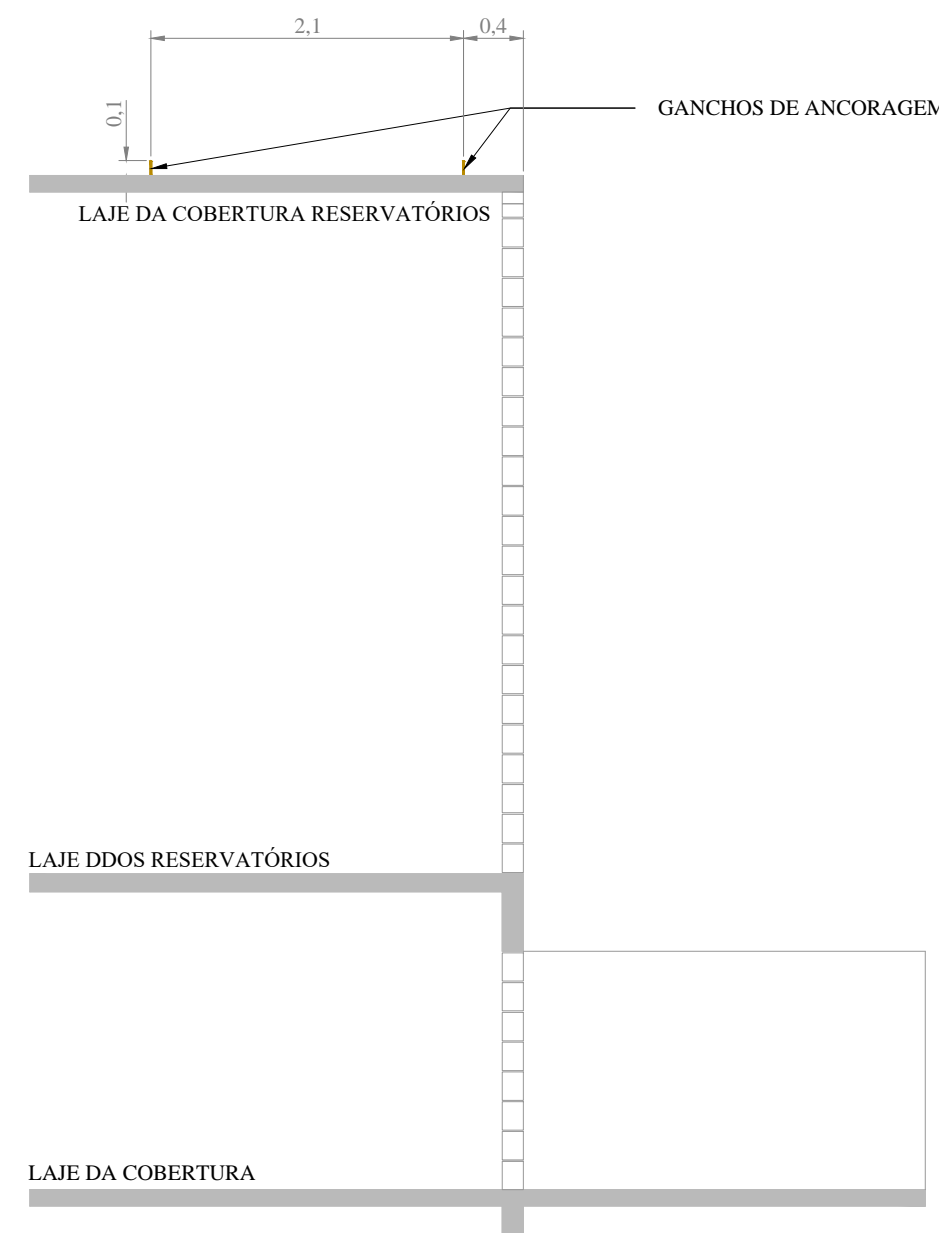 2,1
0,4
0,1
GANCHOS DE ANCORAGEM
LAJE DA COBERTURA RESERVATÓRIOS
LAJE DDOS RESERVATÓRIOS
LAJE DA COBERTURA